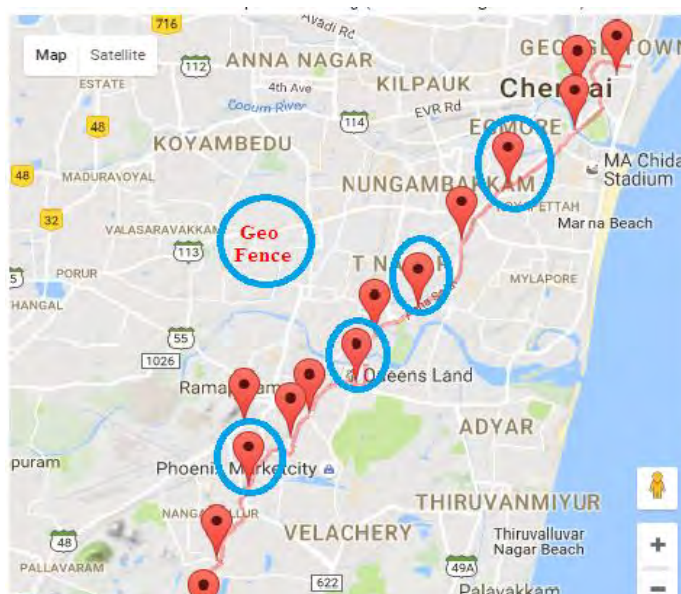 716
Avadi Rd
GEORGETOWN
Map
Satellite
112
ANNA NAGAR
ESTATE
4th Ave
KILPAUK
Chennai
Cooum River
EVR Rd
48
114
EGMORE
KOYAMBEDU
MA Chida
Stadium
48
MADURAVOYAL
NUNGAMBAKKAM
32
VALASARAVAKKAM
Geo
Fence
Marina Beach
113
T NAGAR
PORUR
MYLAPORE
HANGAL
55
1026
Queens Land
Ramapuram
ADYAR
puram
Phoenix Marketcity
THIRUVANMIYUR
48
VELACHERY
Thiruvalluvar
Nagar Beach
PALLAVARAM
49A
622
Palavakkam
+
−